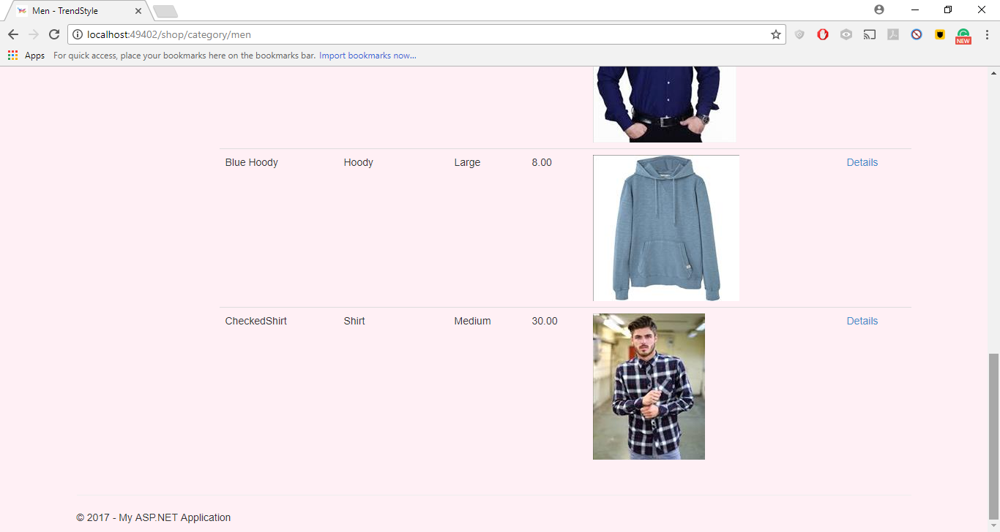 Men - TrendStyle
localhost:49402/shop/category/men
NEW
Apps For quick access, place your bookmarks here on the bookmarks bar. Import bookmarks now...
Blue Hoody Hoody Large 8.00 Details
CheckedShirt Shirt Medium 30.00 Details
© 2017 - My ASP.NET Application